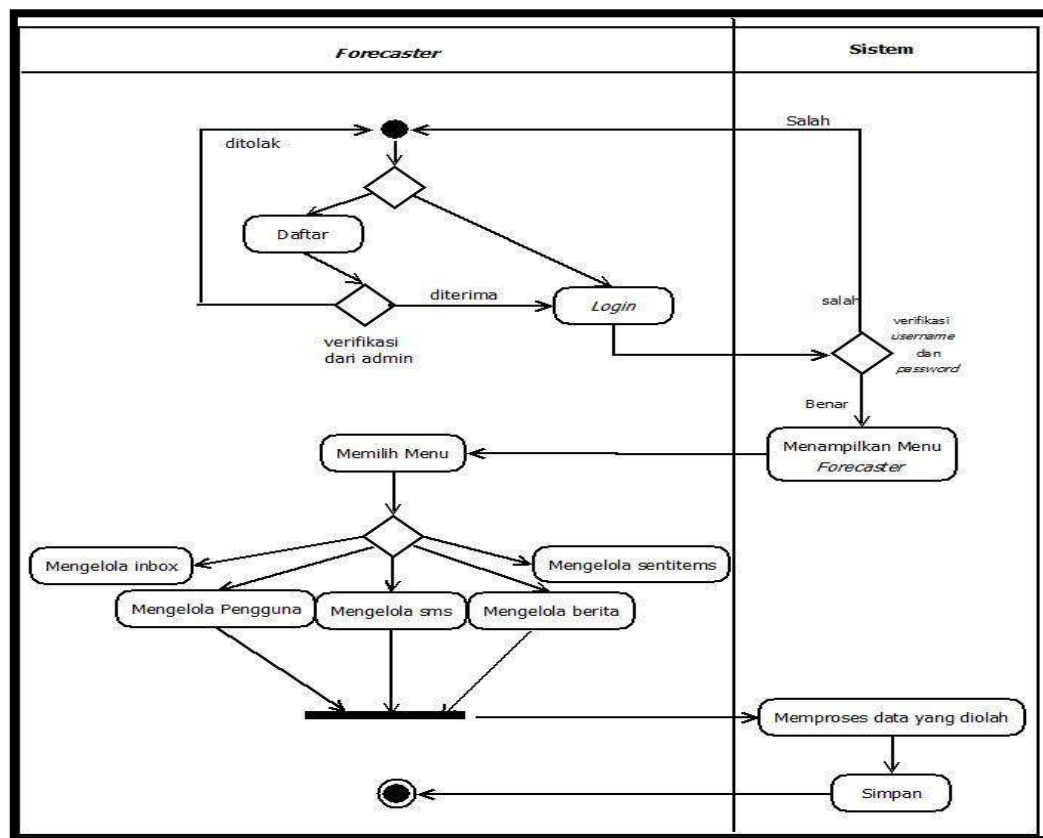 Forecaster
Sistem
Salah
ditolak
Daftar
diterima
Login
salah
verifikasi
username
dan
password
verifikasi
dari admin
Benar
Memilih Menu
Menampilkan Menu
Forecaster
Mengelola inbox
Mengelola sentitems
Mengelola Pengguna
Mengelola sms
Mengelola berita
Memproses data yang diolah
Simpan